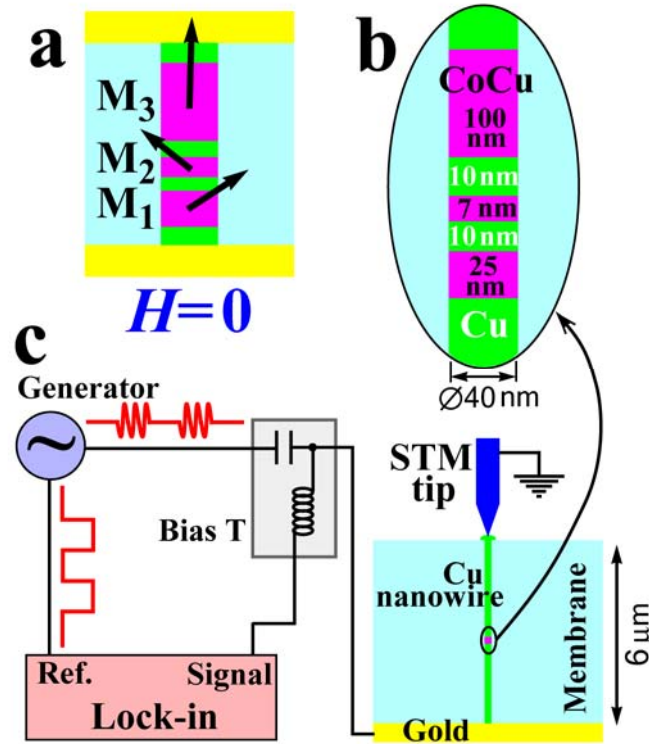 a
M₃
M₂
M₁
H=0
b
CoCu
100
nm
10 nm
7 nm
10 nm
25
nm
Cu
Ø40 nm
c
Generator
~
Bias T
Ref.
Signal
Lock-in
STM
tip
Cu
nanowire
Membrane
6 µm
Gold